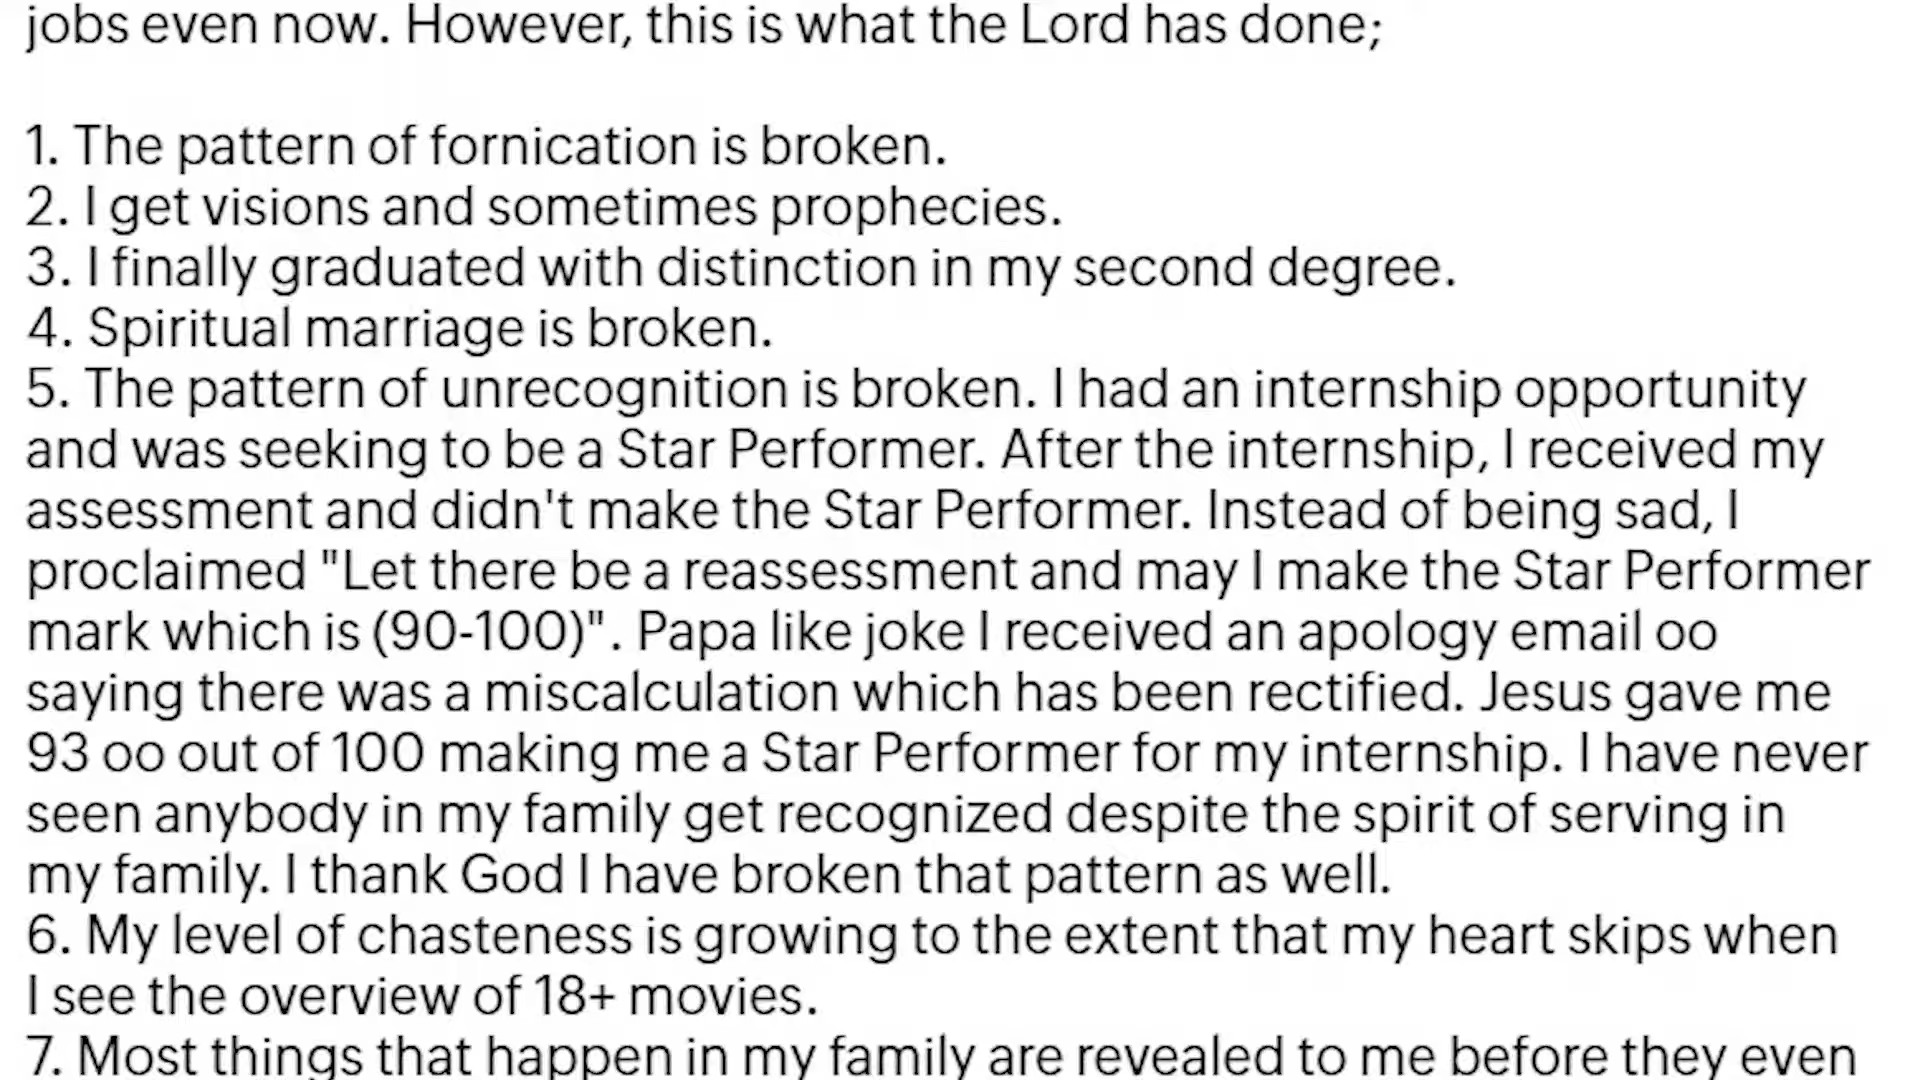 jobs even now. However, this is what the Lord has done;
1. The pattern of fornication is broken.
2. I get visions and sometimes prophecies.
3. I finally graduated with distinction in my second degree.
4. Spiritual marriage is broken.
5. The pattern of unrecognition is broken. I had an internship opportunity
and was seeking to be a Star Performer. After the internship, I received my
assessment and didn't make the Star Performer. Instead of being sad, I
proclaimed "Let there be a reassessment and may I make the Star Performer
mark which is (90-100)". Papa like joke I received an apology email oo
saying there was a miscalculation which has been rectified. Jesus gave me
93 oo out of 100 making me a Star Performer for my internship. I have never
seen anybody in my family get recognized despite the spirit of serving in
my family. I thank God I have broken that pattern as well.
6. My level of chasteness is growing to the extent that my heart skips when
I see the overview of 18+ movies.
7. Most things that happen in my family are revealed to me before they even